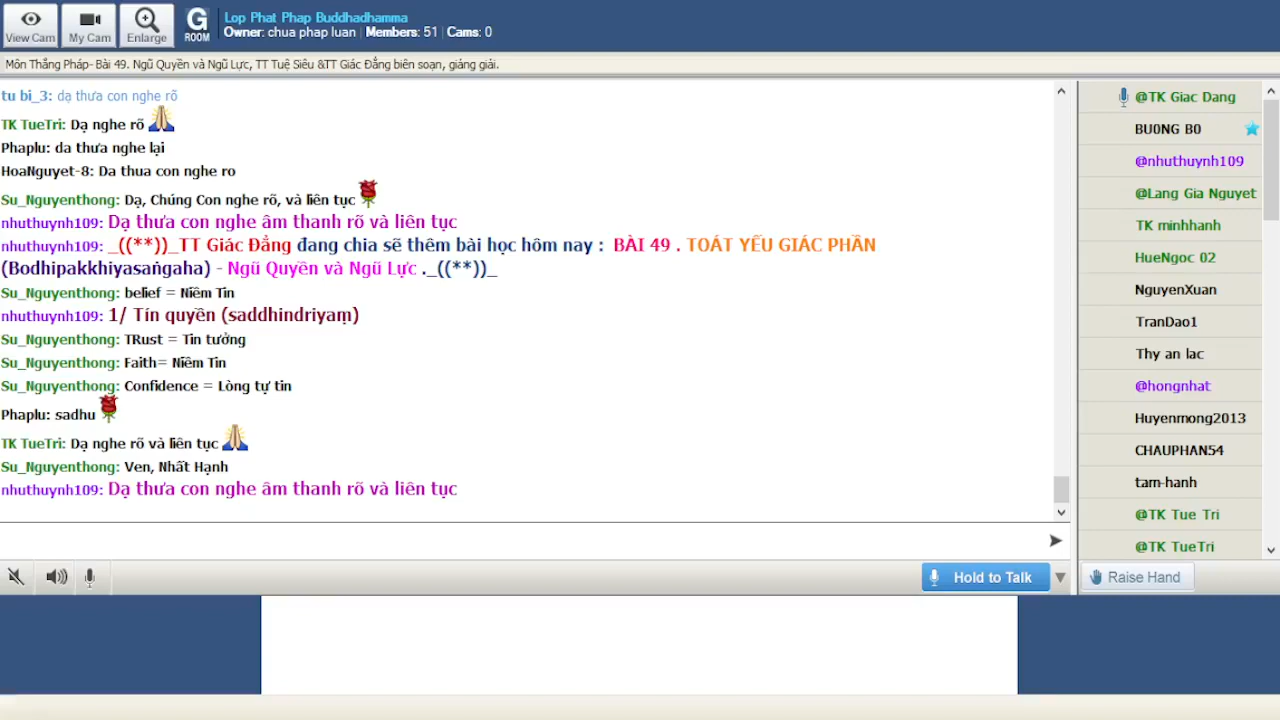 View Cam
My Cam
Enlarge
G
ROOM
Lop Phat Phap Buddhadhamma
Owner: chua phap luan | Members: 51 | Cams: 0
Môn Thắng Pháp- Bài 49. Ngũ Quyền và Ngũ Lực, TT Tuệ Siêu &TT Giác Đẳng biên soạn, giảng giải.
tu bi_3: dạ thưa con nghe rõ
TK TueTri: Dạ nghe rõ
Phaplu: da thưa nghe lại
HoaNguyet-8: Da thua con nghe ro
Su_Nguyenthong: Dạ, Chúng Con nghe rõ, và liên tục
nhuthuynh109: Dạ thưa con nghe âm thanh rõ và liên tục
nhuthuynh109: _((**))_TT Giác Đẳng đang chia sẽ thêm bài học hôm nay : BÀI 49 . TOÁT YẾU GIÁC PHẦN
(Bodhipakkhiyasaṅgaha) - Ngũ Quyền và Ngũ Lực ._((**))_
Su_Nguyenthong: belief = Niêm Tin
nhuthuynh109: 1/ Tín quyền (saddhindriyaṃ)
Su_Nguyenthong: TRust = Tin tưởng
Su_Nguyenthong: Faith= Niêm Tin
Su_Nguyenthong: Confidence = Lòng tự tin
Phaplu: sadhu
TK TueTri: Dạ nghe rõ và liên tục
Su_Nguyenthong: Ven, Nhất Hạnh
nhuthuynh109: Dạ thưa con nghe âm thanh rõ và liên tục
Hold to Talk
@TK Giac Dang
BU0NG B0
@nhuthuynh109
@Lang Gia Nguyet
TK minhhanh
HueNgoc 02
NguyenXuan
TranDao1
Thy an lac
@hongnhat
Huyenmong2013
CHAUPHAN54
tam-hanh
@TK Tue Tri
@TK TueTri
Raise Hand